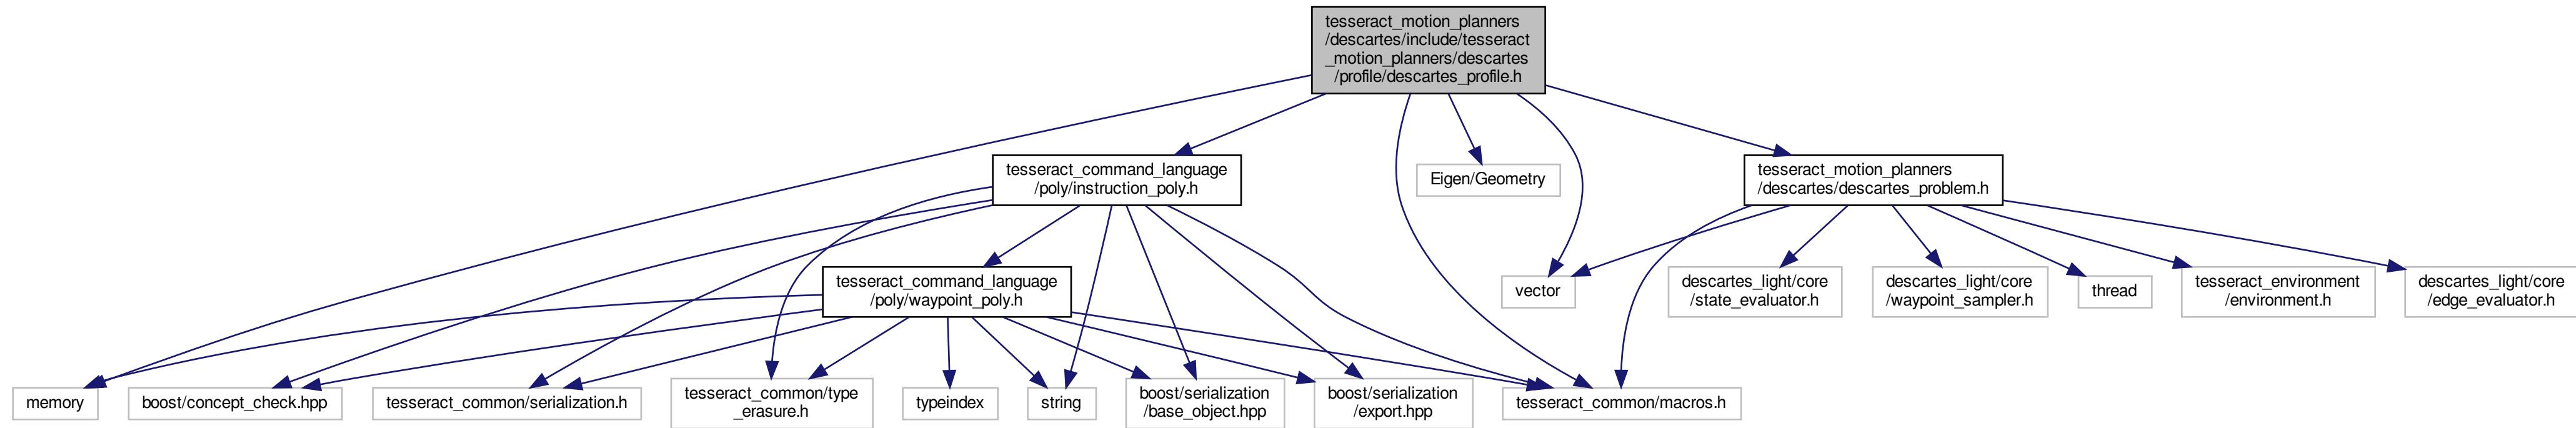 tesseract_motion_planners
/descartes/include/tesseract
_motion_planners/descartes
/profile/descartes_profile.h
tesseract_command_language
/poly/instruction_poly.h
Eigen/Geometry
tesseract_motion_planners
/descartes/descartes_problem.h
tesseract_command_language
/poly/waypoint_poly.h
vector
descartes_light/core
/state_evaluator.h
descartes_light/core
/waypoint_sampler.h
thread
tesseract_environment
/environment.h
descartes_light/core
/edge_evaluator.h
memory
boost/concept_check.hpp
tesseract_common/serialization.h
tesseract_common/type
_erasure.h
typeindex
string
boost/serialization
/base_object.hpp
boost/serialization
/export.hpp
tesseract_common/macros.h